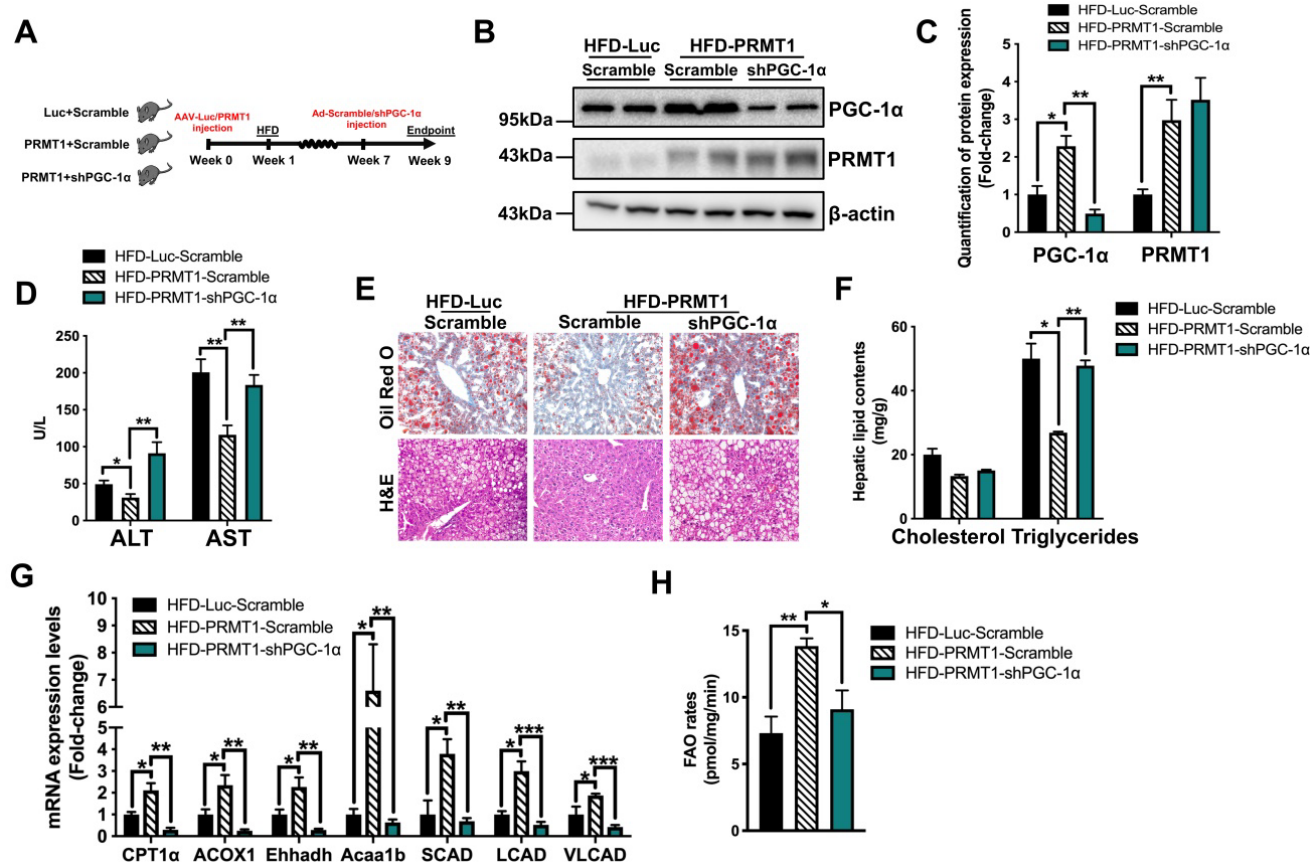 A
Luc+Scramble
PRMT1+Scramble
PRMT1+shPGC-1α
AAV-Luc/PRMT1
injection
HFD
Ad-Scramble/shPGC-1α
injection
Endpoint
Week 0
Week 1
Week 7
Week 9
B
HFD-Luc
HFD-PRMT1
Scramble
Scramble
shPGC-1α
95kDa
PGC-1α
43kDa
PRMT1
43kDa
β-actin
C
HFD-Luc-Scramble
HFD-PRMT1-Scramble
HFD-PRMT1-shPGC-1α
Quantification of protein expression
(Fold-change)
5
4
3
2
1
0
*
**
**
PGC-1α
PRMT1
D
HFD-Luc-Scramble
HFD-PRMT1-Scramble
HFD-PRMT1-shPGC-1α
U/L
250
200
150
100
50
0
*
**
**
**
ALT
AST
E
HFD-Luc
HFD-PRMT1
Scramble
Scramble
shPGC-1α
Oil Red O
H&E
F
HFD-Luc-Scramble
HFD-PRMT1-Scramble
HFD-PRMT1-shPGC-1α
Hepatic lipid contents
(mg/g)
60
40
20
0
*
**
Cholesterol
Triglycerides
G
HFD-Luc-Scramble
HFD-PRMT1-Scramble
HFD-PRMT1-shPGC-1α
mRNA expression levels
(Fold-change)
10
9
8
7
6
5
4
3
2
1
0
*
**
*
**
*
**
*
**
*
**
*
***
*
***
CPT1α
ACOX1
Ehhadh
Acaa1b
SCAD
LCAD
VLCAD
H
HFD-Luc-Scramble
HFD-PRMT1-Scramble
HFD-PRMT1-shPGC-1α
FAO rates
(pmol/mg/min)
15
10
5
0
**
*